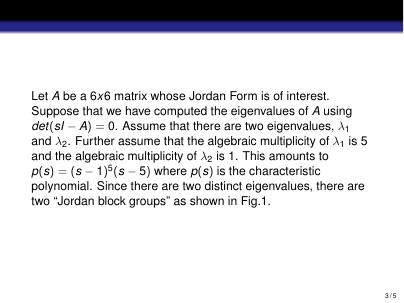 Let A be a 6x6 matrix whose Jordan Form is of interest.
Suppose that we have computed the eigenvalues of A using
det(sI − A) = 0. Assume that there are two eigenvalues, λ₁
and λ₂. Further assume that the algebraic multiplicity of λ₁ is 5
and the algebraic multiplicity of λ₂ is 1. This amounts to
p(s) = (s − 1)⁵(s − 5) where p(s) is the characteristic
polynomial. Since there are two distinct eigenvalues, there are
two “Jordan block groups” as shown in Fig.1.
3 / 5